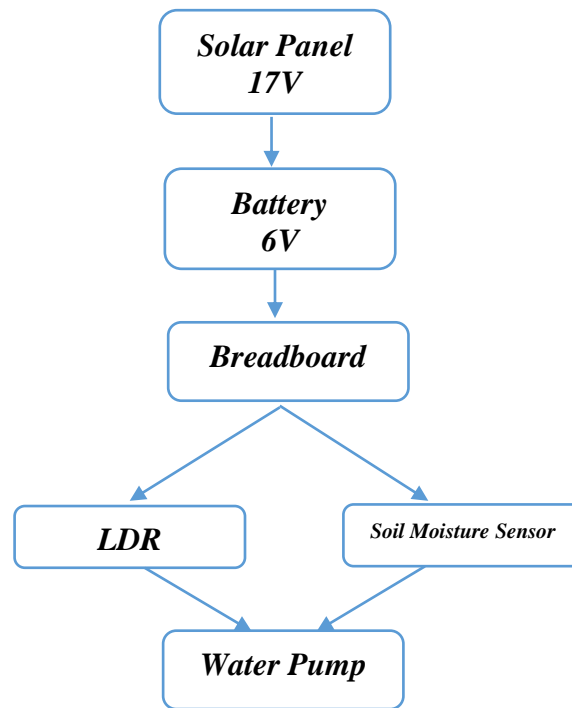 Solar Panel
17V
Battery
6V
Breadboard
LDR
Soil Moisture Sensor
Water Pump